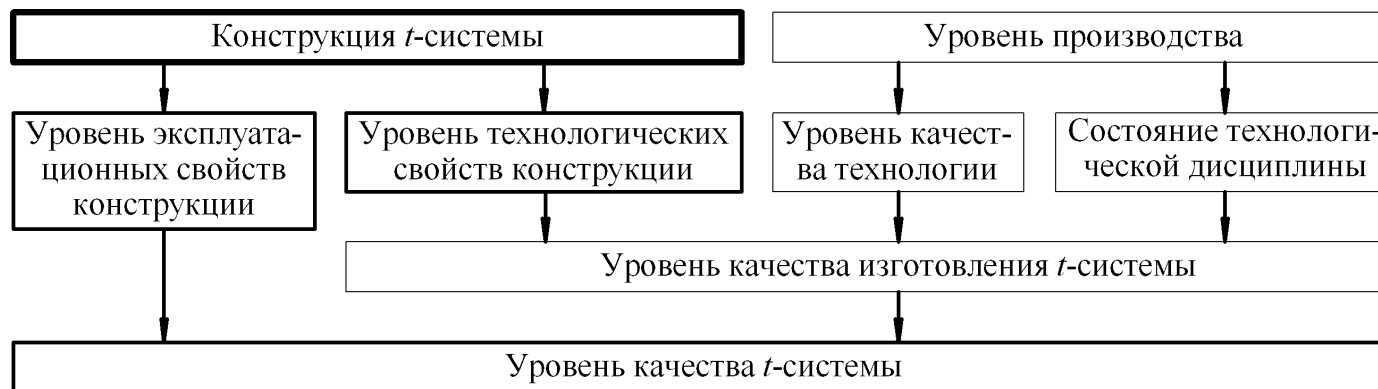 Конструкция t-системы
Уровень производства
Уровень эксплуата-
ционных свойств
конструкции
Уровень технологических
свойств конструкции
Уровень качест-
ва технологии
Состояние технологи-
ческой дисциплины
Уровень качества изготовления t-системы
Уровень качества t-системы